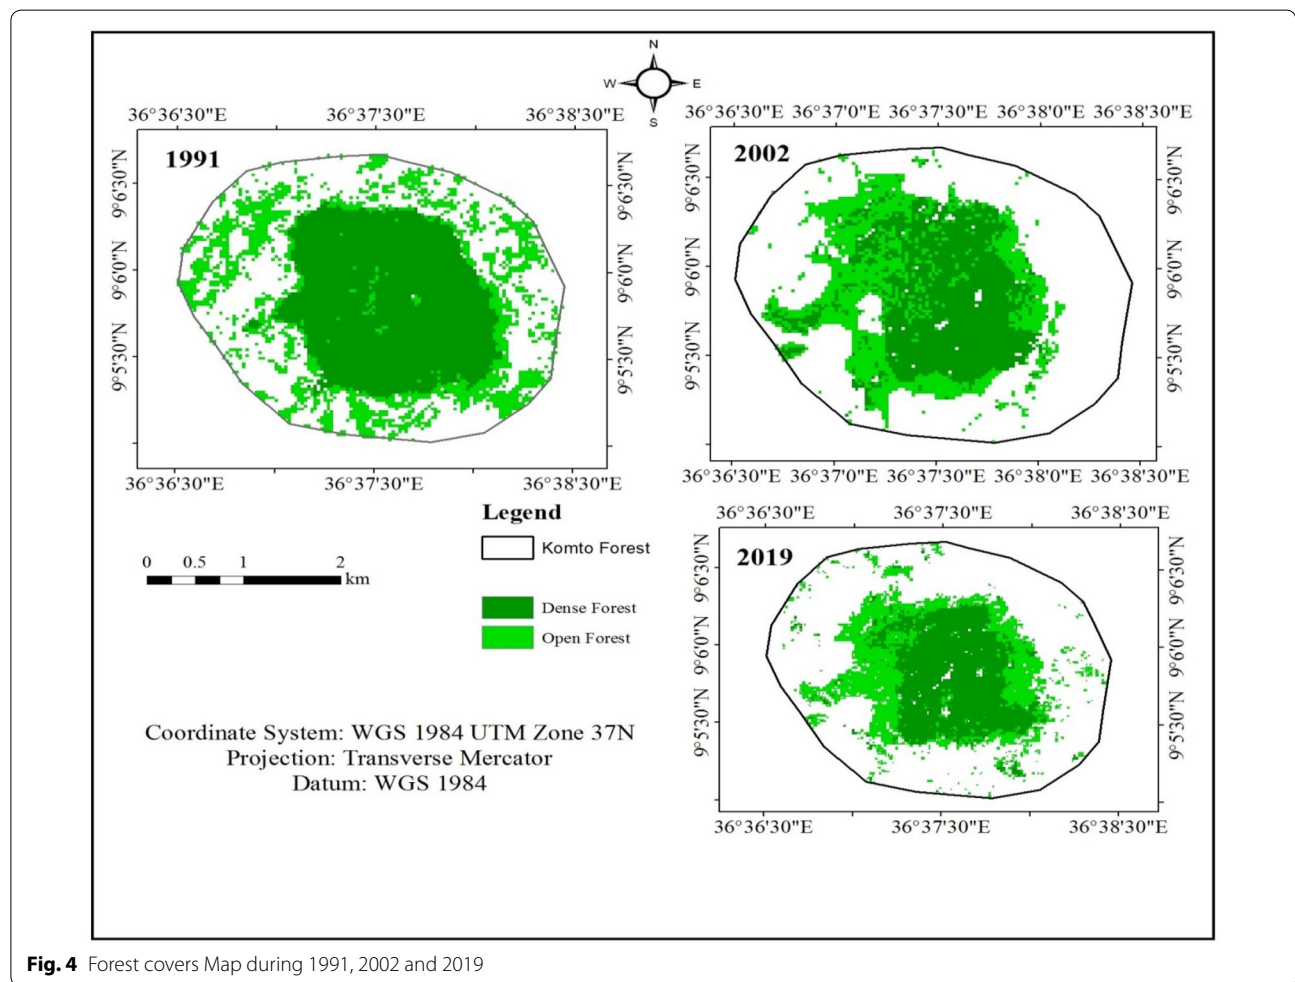 N
W E
S
36°36'30"E 36°37'30"E 36°38'30"E
1991
9°6'30"N 9°6'30"N
9°6'0"N 9°6'0"N
9°5'30"N 9°5'30"N
36°36'30"E 36°37'30"E 36°38'30"E
36°36'30"E 36°37'0"E 36°37'30"E 36°38'0"E 36°38'30"E
2002
9°6'30"N 9°6'30"N
9°6'0"N 9°6'0"N
9°5'30"N 9°5'30"N
36°36'30"E 36°37'0"E 36°37'30"E 36°38'0"E 36°38'30"E
Legend
Komto Forest
Dense Forest
Open Forest
0 0.5 1 2
km
36°36'30"E 36°37'30"E 36°38'30"E
2019
9°6'30"N 9°6'30"N
9°6'0"N 9°6'0"N
9°5'30"N 9°5'30"N
36°36'30"E 36°37'30"E 36°38'30"E
Coordinate System: WGS 1984 UTM Zone 37N
Projection: Transverse Mercator
Datum: WGS 1984
Fig. 4 Forest covers Map during 1991, 2002 and 2019